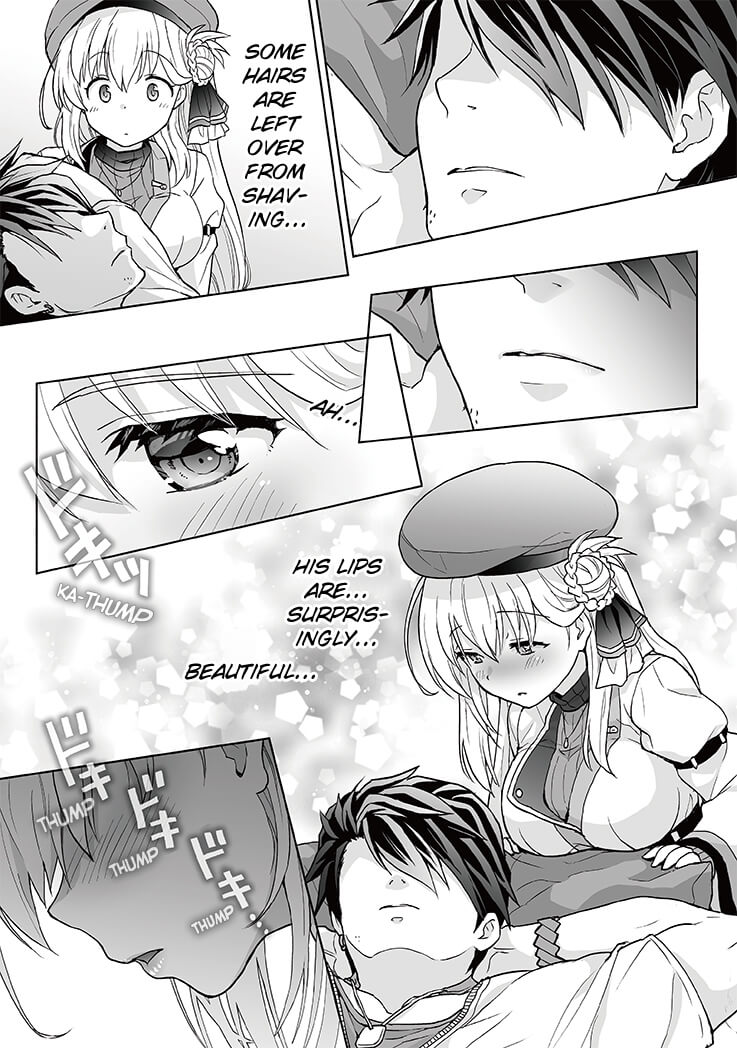 SOME
HAIRS
ARE
LEFT
OVER
FROM
SHAV-
ING...
AH...
ドキッ
KA-THUMP
HIS LIPS
ARE...
SURPRIS-
INGLY...
BEAUTIFUL...
ドキ
THUMP
ドキ
THUMP
ドキ...
THUMP